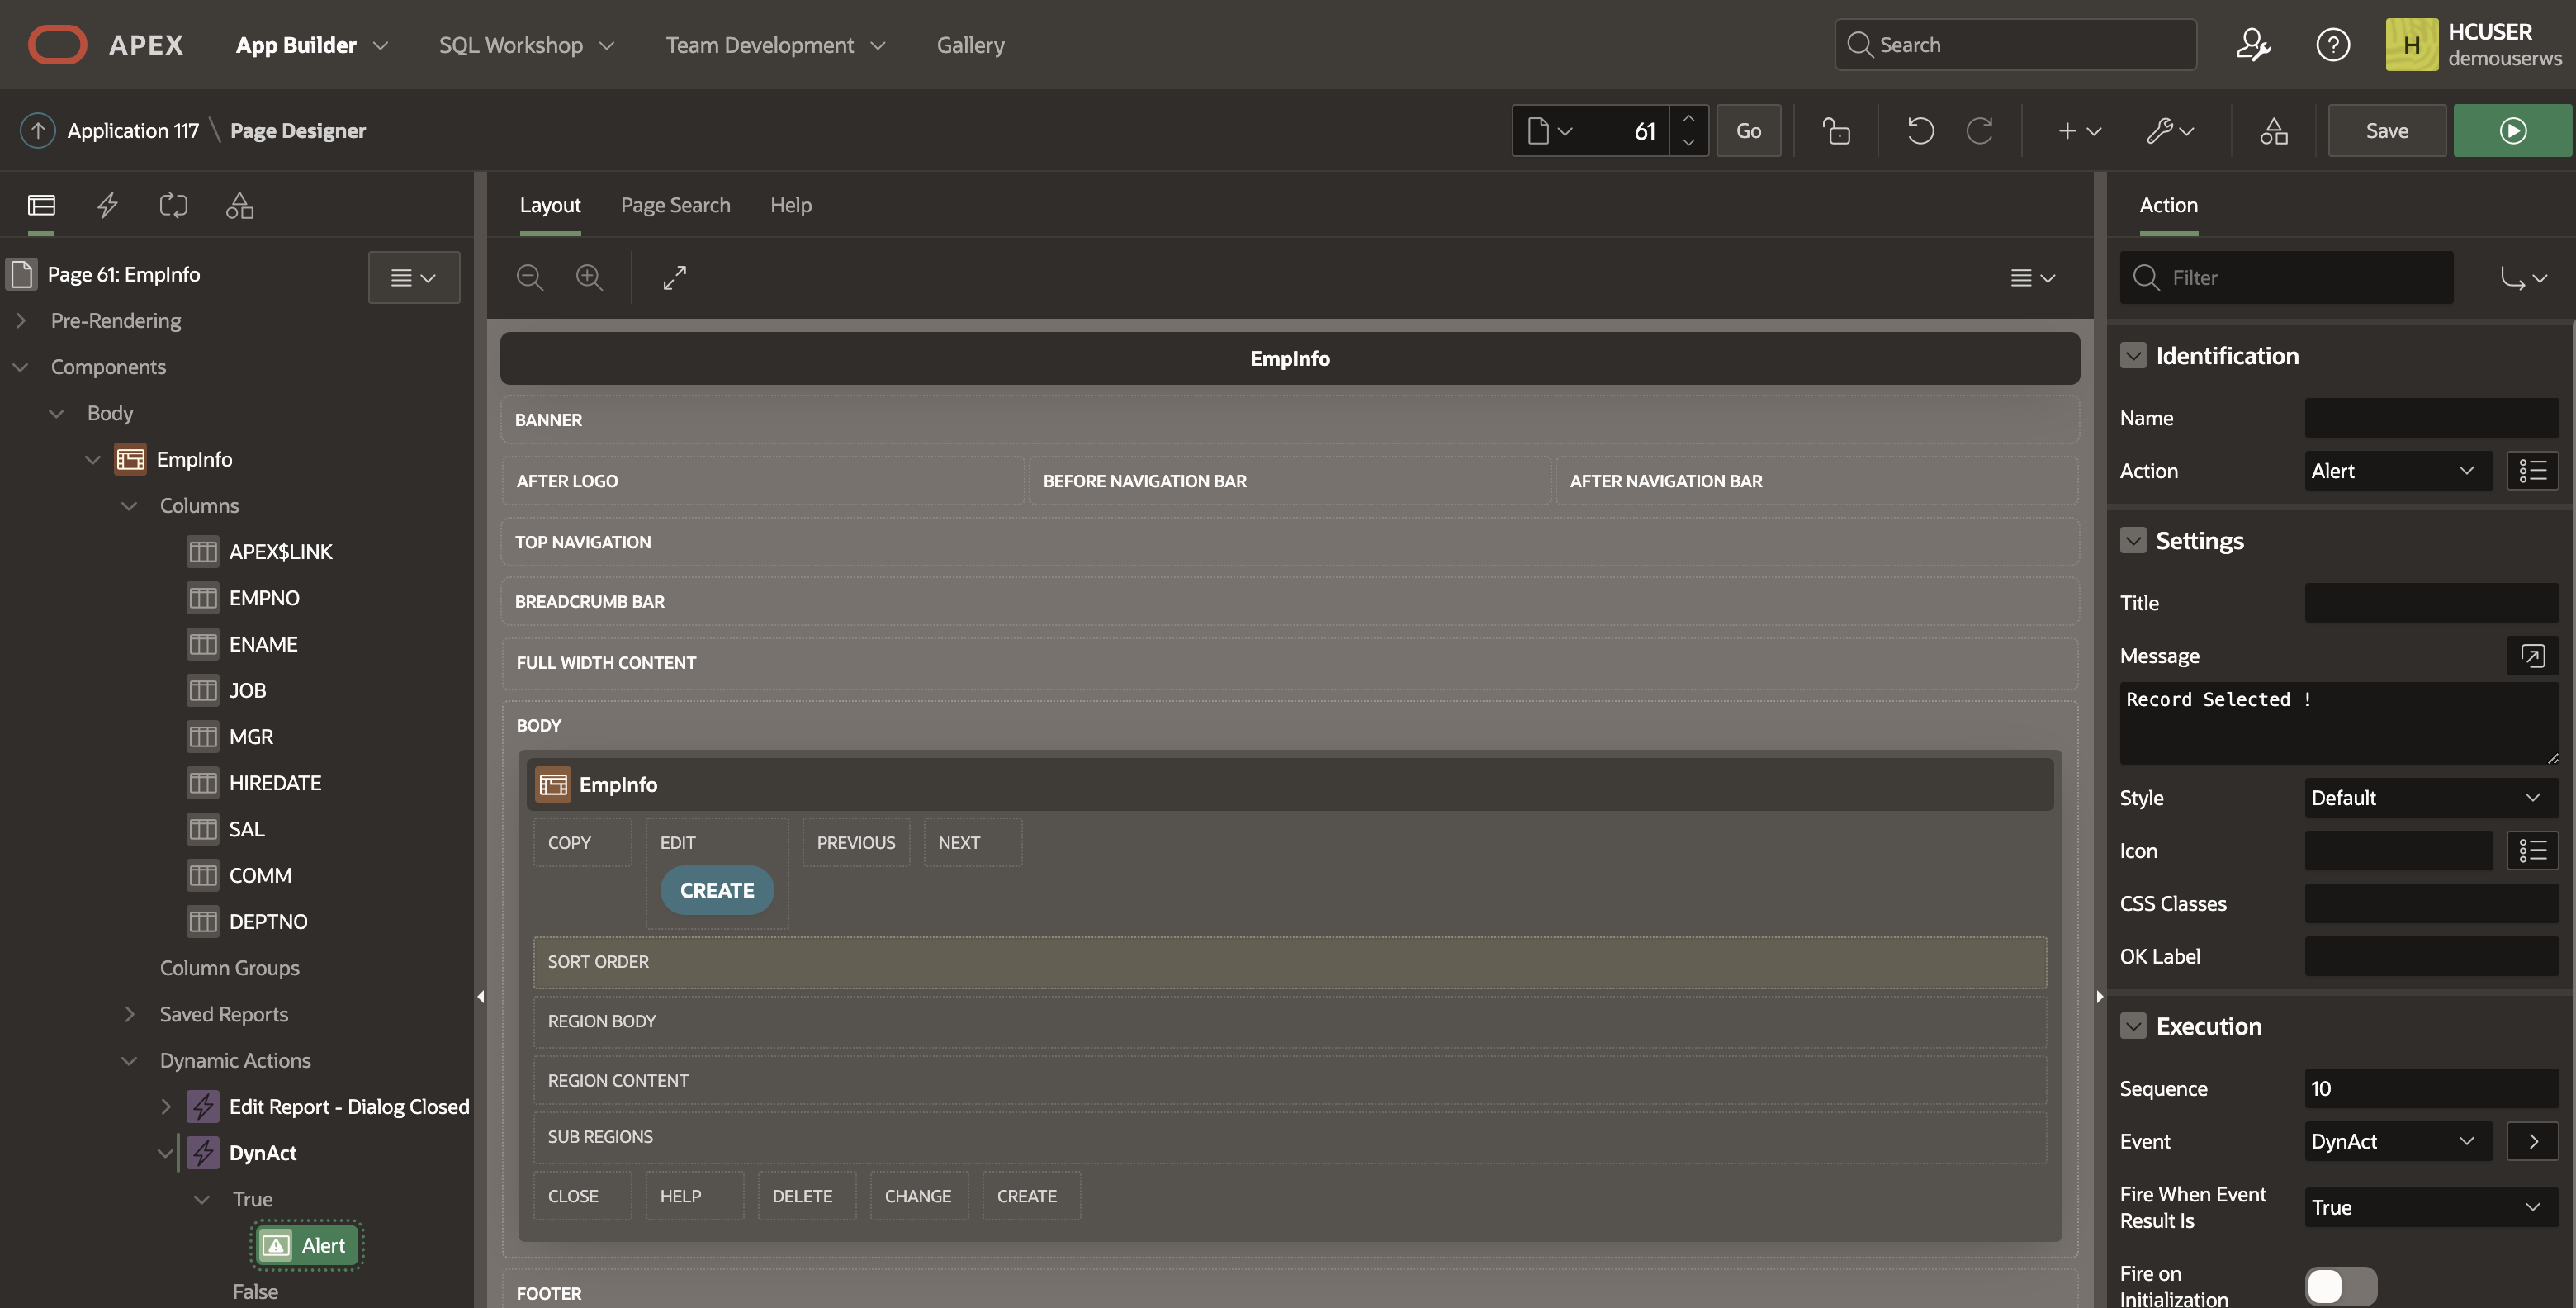 APEX App Builder SQL Workshop Team Development Gallery Search H HCUSER
demouserws
Application 117 \ Page Designer 61 Go Save
Layout Page Search Help
Action
Page 61: EmpInfo
Pre-Rendering
Components
Body
EmpInfo
Columns
APEX$LINK
EMPNO
ENAME
JOB
MGR
HIREDATE
SAL
COMM
DEPTNO
Column Groups
Saved Reports
Dynamic Actions
Edit Report - Dialog Closed
DynAct
True
Alert
False
EmpInfo
BANNER
AFTER LOGO BEFORE NAVIGATION BAR AFTER NAVIGATION BAR
TOP NAVIGATION
BREADCRUMB BAR
FULL WIDTH CONTENT
BODY
EmpInfo
COPY EDIT PREVIOUS NEXT
CREATE
SORT ORDER
REGION BODY
REGION CONTENT
SUB REGIONS
CLOSE HELP DELETE CHANGE CREATE
FOOTER
Filter
Identification
Name
Action Alert
Settings
Title
Message
Record Selected !
Style Default
Icon
CSS Classes
OK Label
Execution
Sequence 10
Event DynAct
Fire When Event
Result Is True
Fire on
Initialization